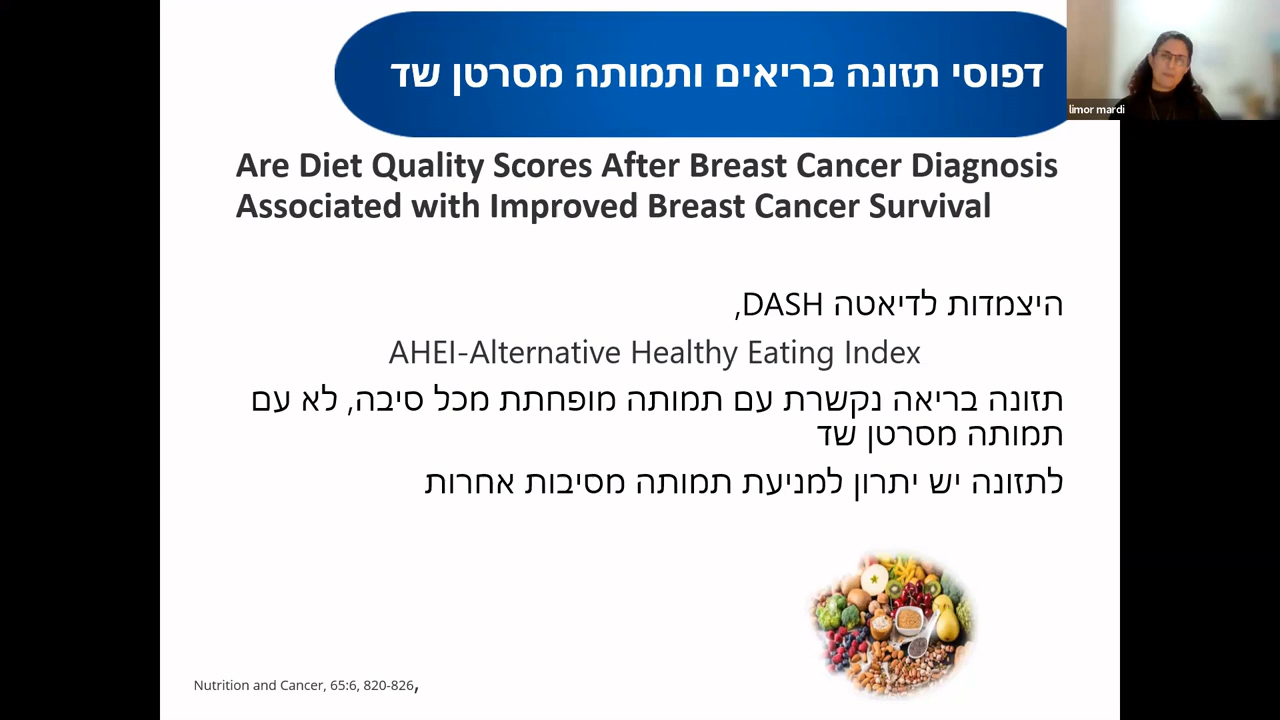 דפוסי תזונה בריאים ותמותה מסרטן שד
limor mardi
Are Diet Quality Scores After Breast Cancer Diagnosis
Associated with Improved Breast Cancer Survival
היצמדות לדיאטה DASH,
AHEI-Alternative Healthy Eating Index
תזונה בריאה נקשרת עם תמותה מופחתת מכל סיבה, לא עם
תמותה מסרטן שד
לתזונה יש יתרון למניעת תמותה מסיבות אחרות
Nutrition and Cancer, 65:6, 820-826,